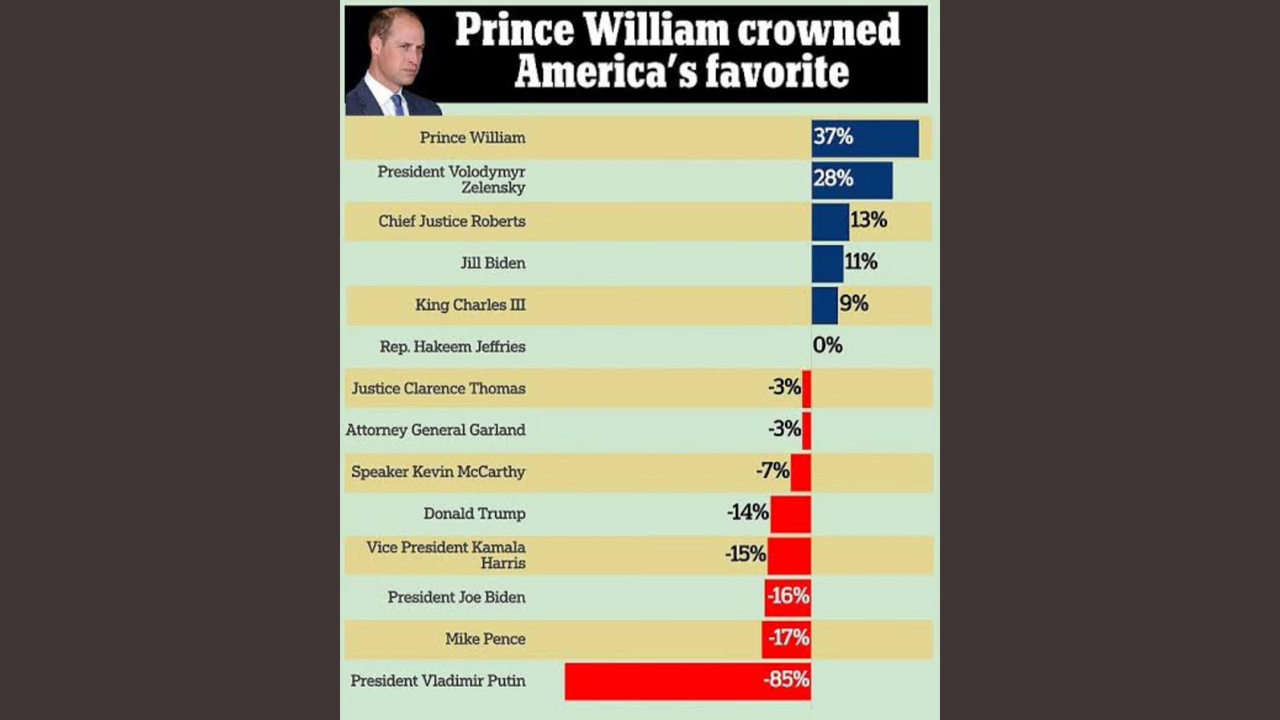 Prince William crowned
America's favorite
Prince William 37%
President Volodymyr
Zelensky 28%
Chief Justice Roberts 13%
Jill Biden 11%
King Charles III 9%
Rep. Hakeem Jeffries 0%
Justice Clarence Thomas -3%
Attorney General Garland -3%
Speaker Kevin McCarthy -7%
Donald Trump -14%
Vice President Kamala
Harris -15%
President Joe Biden -16%
Mike Pence -17%
President Vladimir Putin -85%